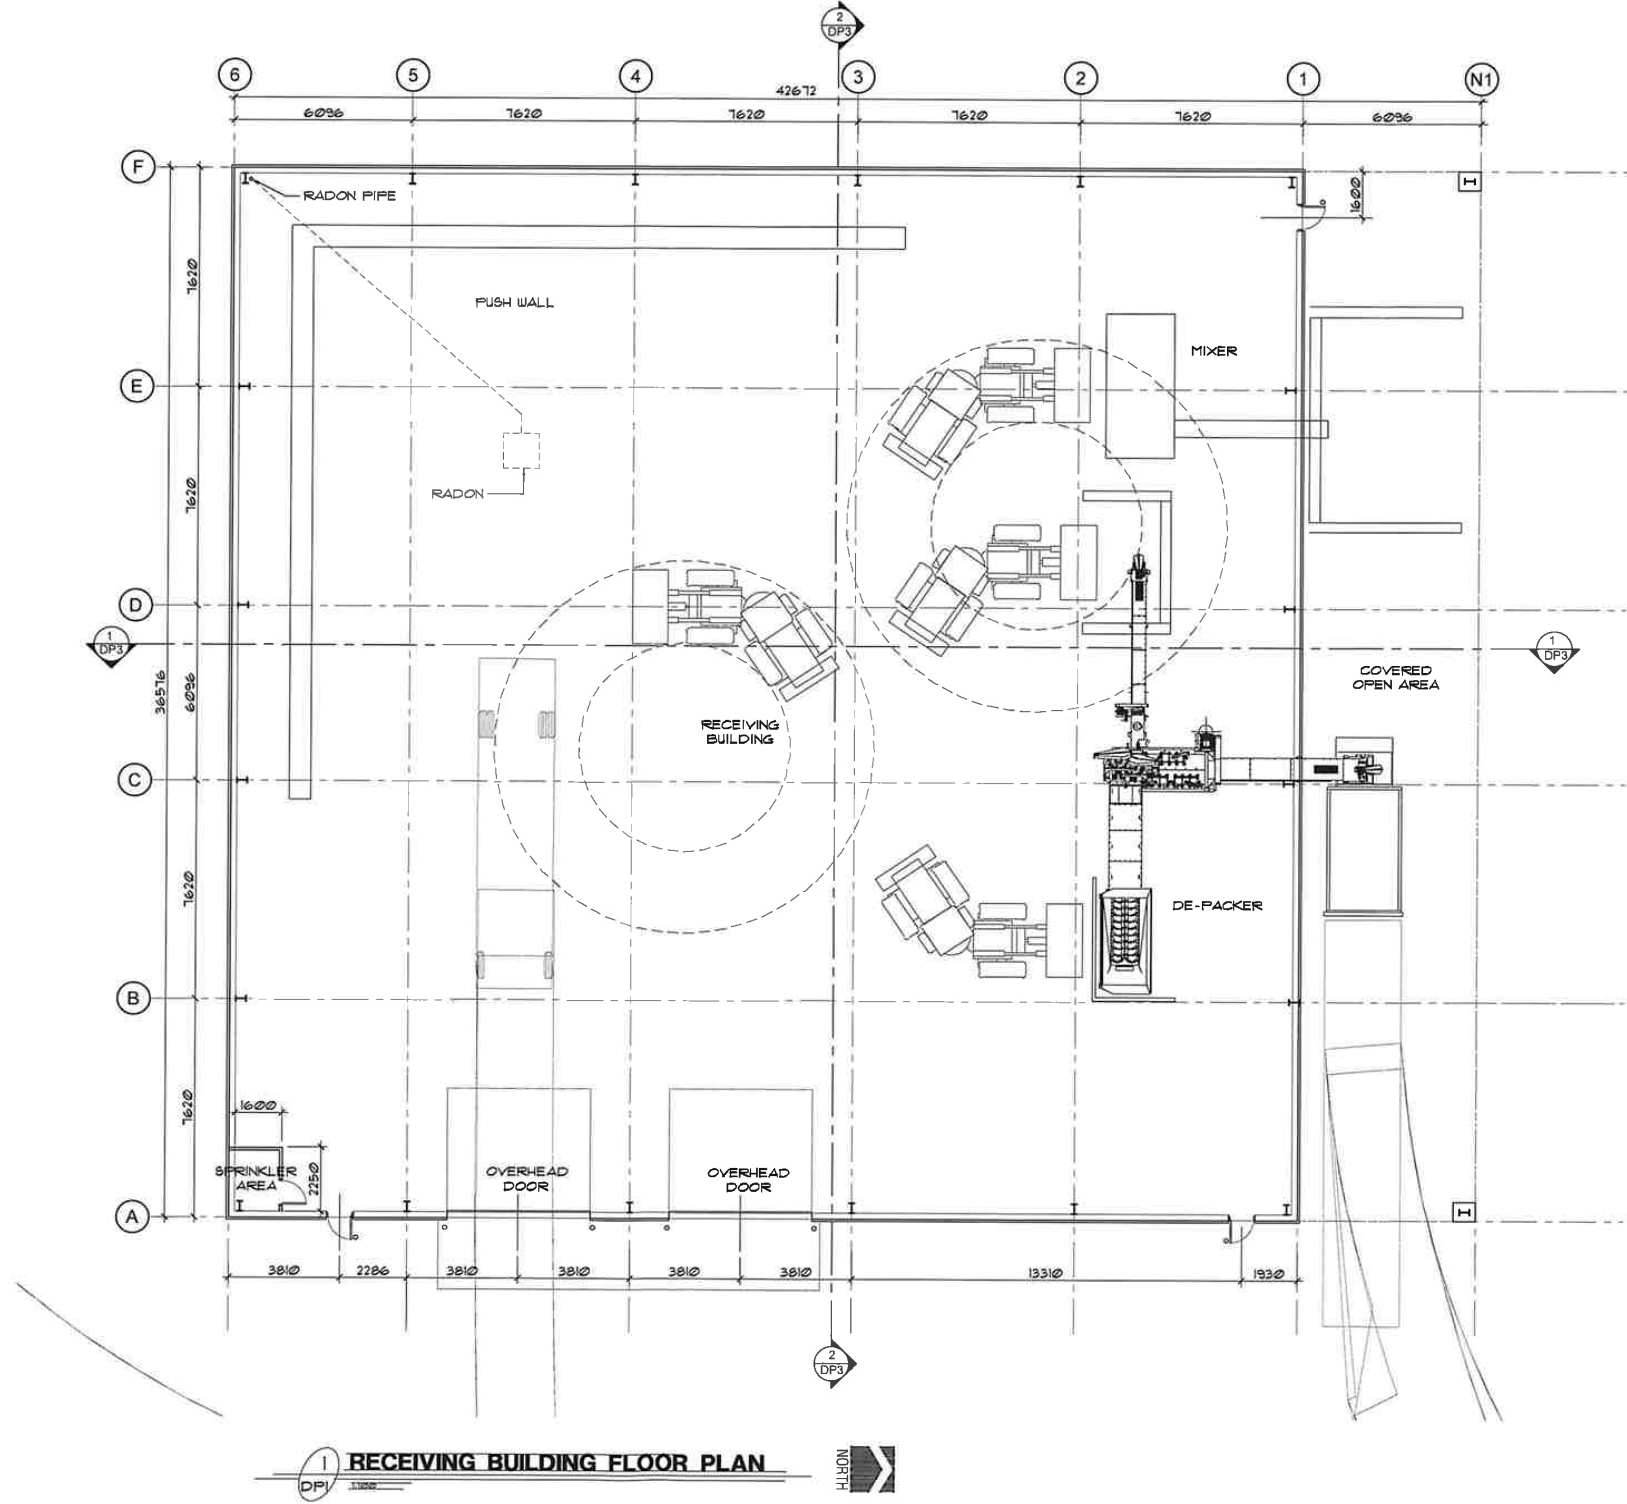 2
DP3
6
5
4
3
2
1
N1
42672
6096
7620
7620
7620
7620
6096
F
RADON PIPE
1600
7620
PUSH WALL
MIXER
E
7620
RADON
D
1
DP3
1
DP3
36576
6096
COVERED
OPEN AREA
RECEIVING
BUILDING
C
7620
DE-PACKER
B
7620
1600
SPRINKLER
AREA
2250
OVERHEAD
DOOR
OVERHEAD
DOOR
A
3810
2286
3810
3810
3810
3810
13310
1930
2
DP3
1
DP1
RECEIVING BUILDING FLOOR PLAN
1:100
NORTH